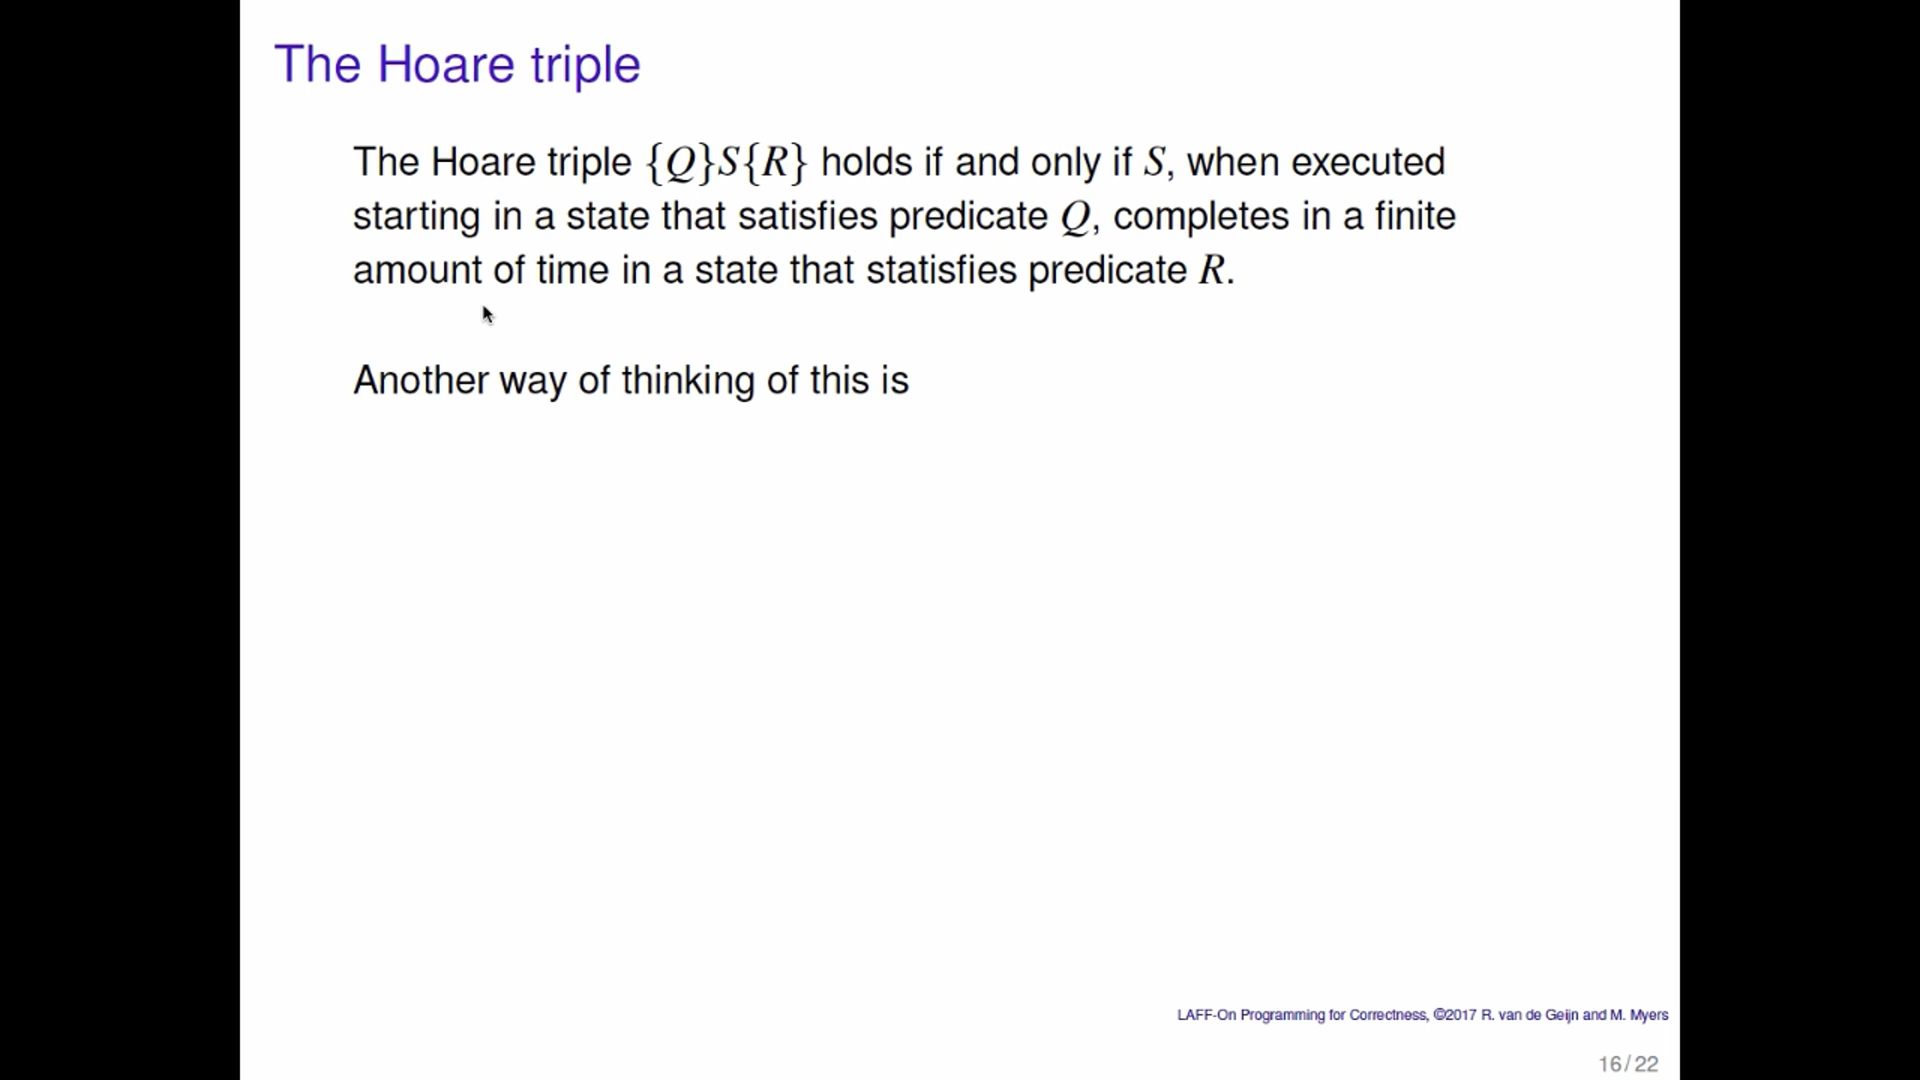 The Hoare triple
The Hoare triple {Q}S{R} holds if and only if S, when executed
starting in a state that satisfies predicate Q, completes in a finite
amount of time in a state that statisfies predicate R.
Another way of thinking of this is
LAFF-On Programming for Correctness, ©2017 R. van de Geijn and M. Myers
16/22